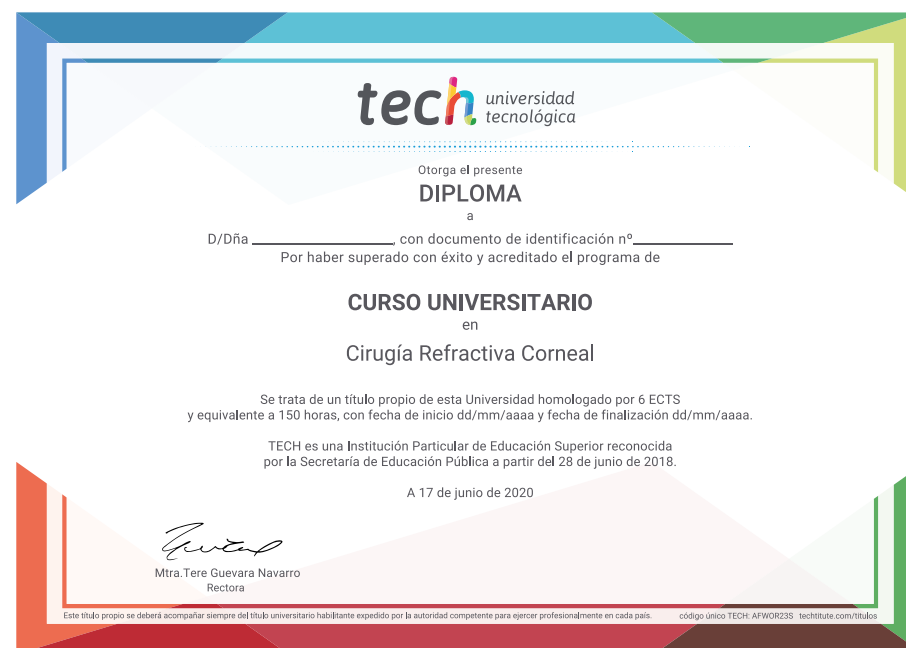 tech universidad
tecnológica
Otorga el presente
DIPLOMA
a
D/Dña ____________________, con documento de identificación nº______________
Por haber superado con éxito y acreditado el programa de
CURSO UNIVERSITARIO
en
Cirugía Refractiva Corneal
Se trata de un título propio de esta Universidad homologado por 6 ECTS
y equivalente a 150 horas, con fecha de inicio dd/mm/aaaa y fecha de finalización dd/mm/aaaa.
TECH es una Institución Particular de Educación Superior reconocida
por la Secretaría de Educación Pública a partir del 28 de junio de 2018.
A 17 de junio de 2020
Mtra.Tere Guevara Navarro
Rectora
Este título propio se deberá acompañar siempre del título universitario habilitante expedido por la autoridad competente para ejercer profesionalmente en cada país. código único TECH: AFWOR23S techtitute.com/titulos